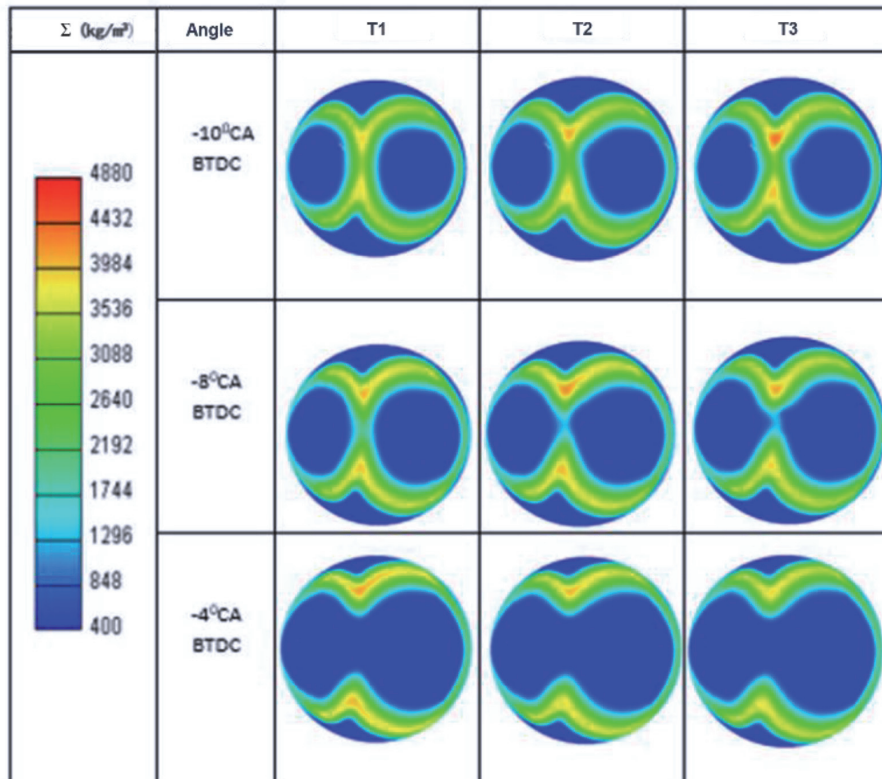 Σ (kg/m³) Angle T1 T2 T3
-10⁰CA
BTDC
4880
4432
3984
3536
3088
2640
2192
1744
1296
848
400
-8⁰CA
BTDC
-4⁰CA
BTDC